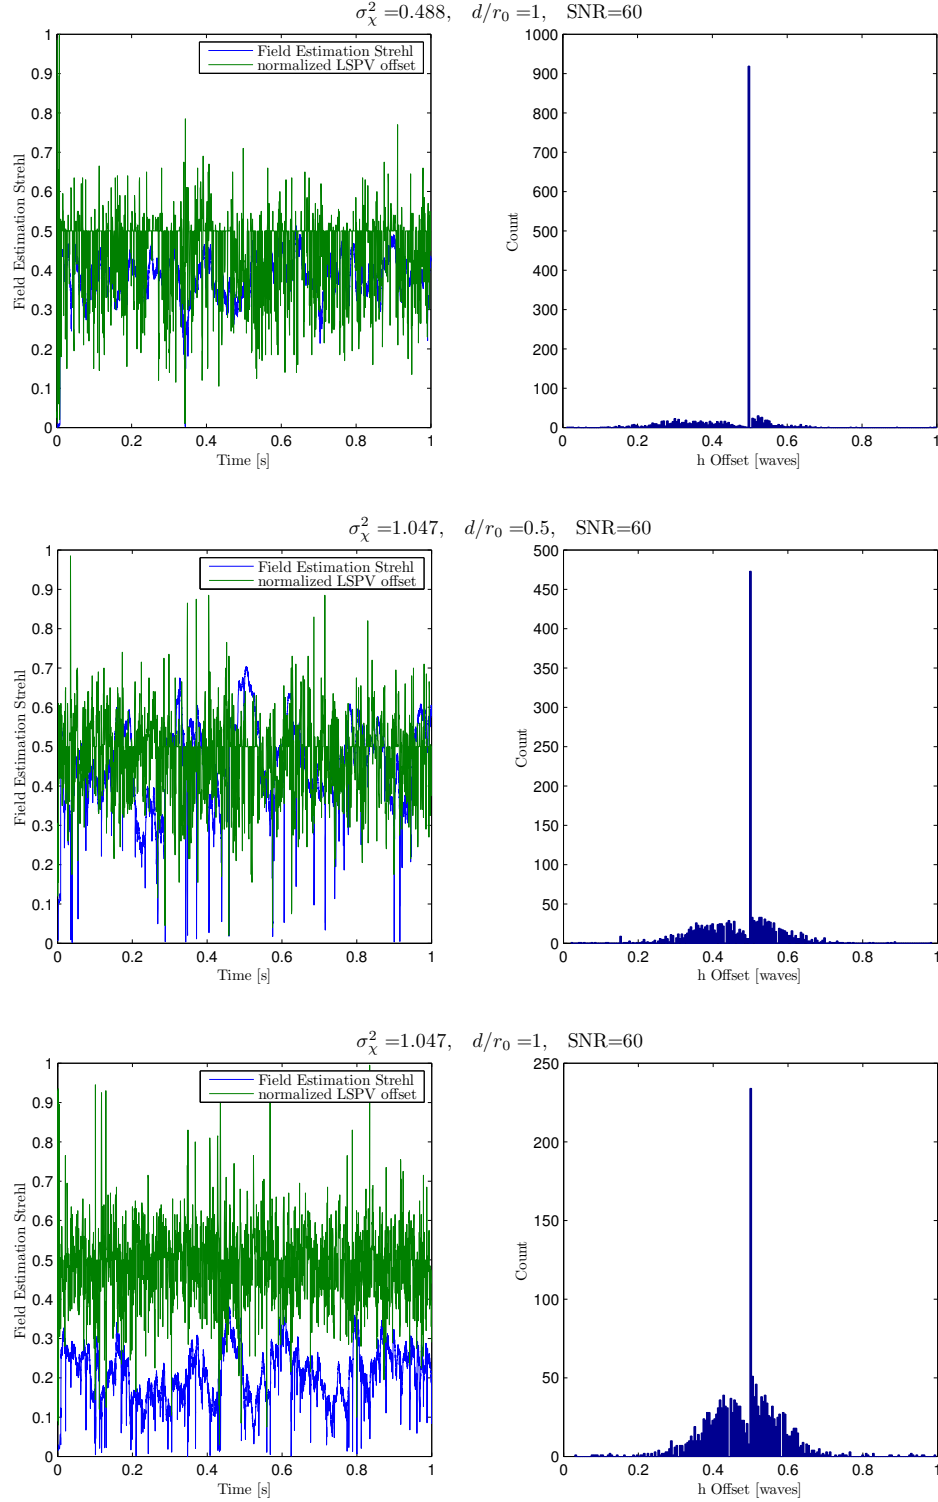 σ_χ^2 =0.488, d/r_0 =1, SNR=60
Field Estimation Strehl
normalized LSPV offset
1
0.9
0.8
0.7
0.6
0.5
0.4
0.3
0.2
0.1
0
Field Estimation Strehl
0 0.2 0.4 0.6 0.8 1
Time [s]
1000
900
800
700
600
500
400
300
200
100
0
Count
0 0.2 0.4 0.6 0.8 1
h Offset [waves]
σ_χ^2 =1.047, d/r_0 =0.5, SNR=60
Field Estimation Strehl
normalized LSPV offset
1
0.9
0.8
0.7
0.6
0.5
0.4
0.3
0.2
0.1
0
Field Estimation Strehl
0 0.2 0.4 0.6 0.8 1
Time [s]
500
450
400
350
300
250
200
150
100
50
0
Count
0 0.2 0.4 0.6 0.8 1
h Offset [waves]
σ_χ^2 =1.047, d/r_0 =1, SNR=60
Field Estimation Strehl
normalized LSPV offset
1
0.9
0.8
0.7
0.6
0.5
0.4
0.3
0.2
0.1
0
Field Estimation Strehl
0 0.2 0.4 0.6 0.8 1
Time [s]
250
200
150
100
50
0
Count
0 0.2 0.4 0.6 0.8 1
h Offset [waves]